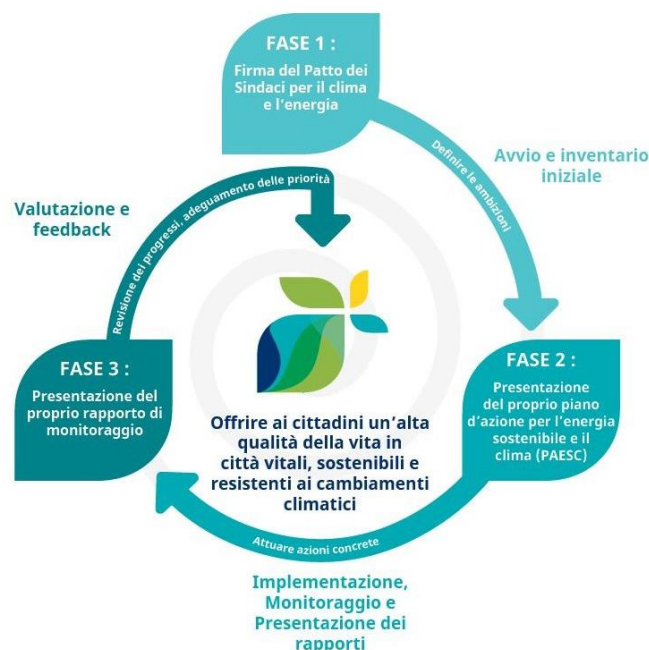 FASE 1 :
Firma del Patto dei
Sindaci per il clima
e l'energia
Definire le ambizioni
Avvio e inventario
iniziale
FASE 2 :
Presentazione
del proprio piano
d'azione per l'energia
sostenibile e il
clima (PAESC)
Attuare azioni concrete
Implementazione,
Monitoraggio e
Presentazione dei
rapporti
FASE 3 :
Presentazione del
proprio rapporto di
monitoraggio
Revisione dei progressi, adeguamento delle priorità
Valutazione e
feedback
Offrire ai cittadini un'alta
qualità della vita in
città vitali, sostenibili e
resistenti ai cambiamenti
climatici